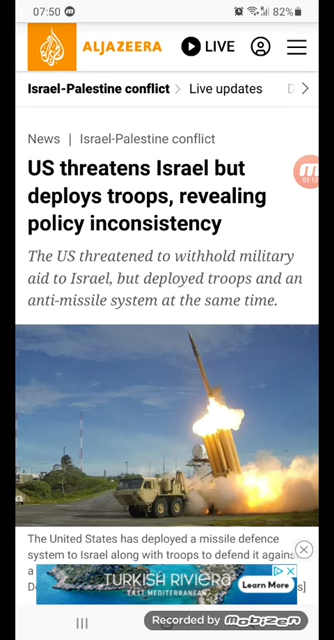 07:50
82%
ALJAZEERA
LIVE
Israel-Palestine conflict
Live updates
D
News | Israel-Palestine conflict
US threatens Israel but
deploys troops, revealing
policy inconsistency
The US threatened to withhold military
aid to Israel, but deployed troops and an
anti-missile system at the same time.
The United States has deployed a missile defence
system to Israel along with troops to defend it agains
a
TURKISH RIVIERA
EAST MEDITERRANEAN
Learn More
Recorded by mobizen